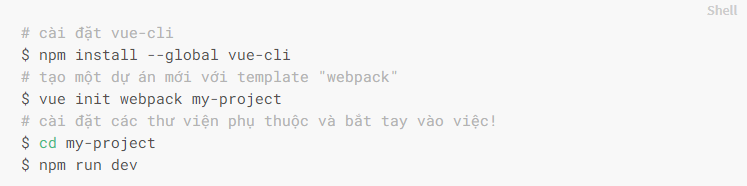 Shell
# cài đặt vue-cli
$ npm install --global vue-cli
# tạo một dự án mới với template "webpack"
$ vue init webpack my-project
# cài đặt các thư viện phụ thuộc và bắt tay vào việc!
$ cd my-project
$ npm run dev